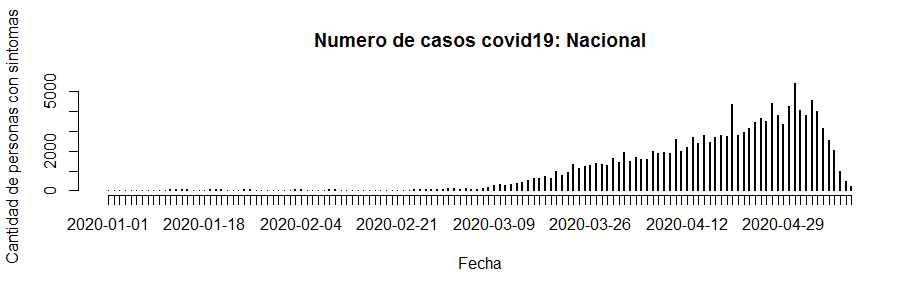 Numero de casos covid19: Nacional
Cantidad de personas con sintomas
5000
2000
0
2020-01-01 2020-01-18 2020-02-04 2020-02-21 2020-03-09 2020-03-26 2020-04-12 2020-04-29
Fecha